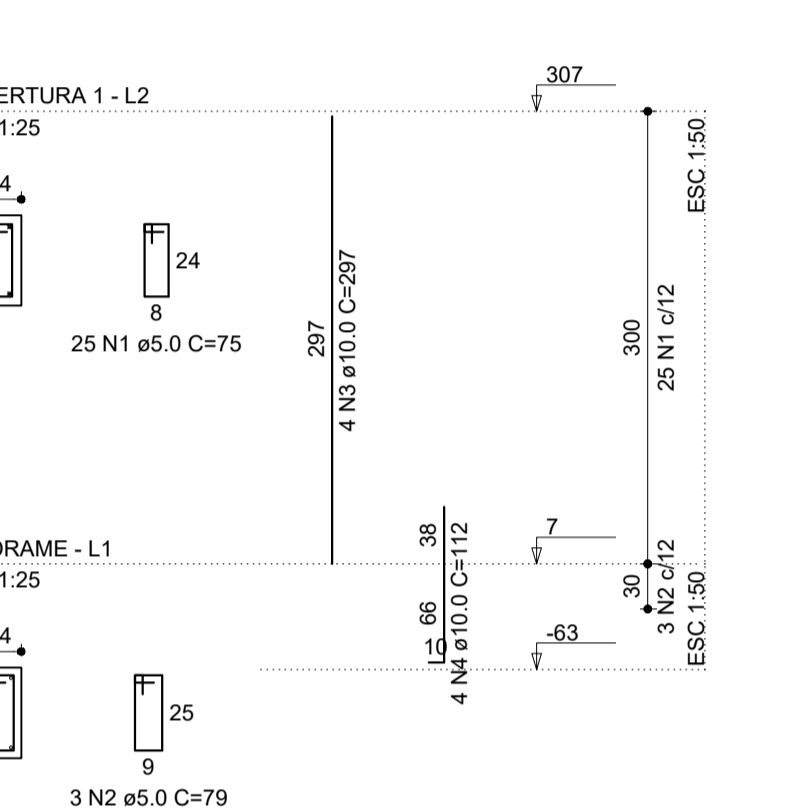 307
ERTURA 1 - L2
1:25
ESC 1:50
4
24
8
25 N1 ø5.0 C=75
297
4 N3 ø10.0 C=297
300
25 N1 c/12
7
38
ORAME - L1
1:25
30
3 N2 c/12
ESC 1:50
66
10
4 N4 ø10.0 C=112
-63
4
25
9
3 N2 ø5.0 C=79